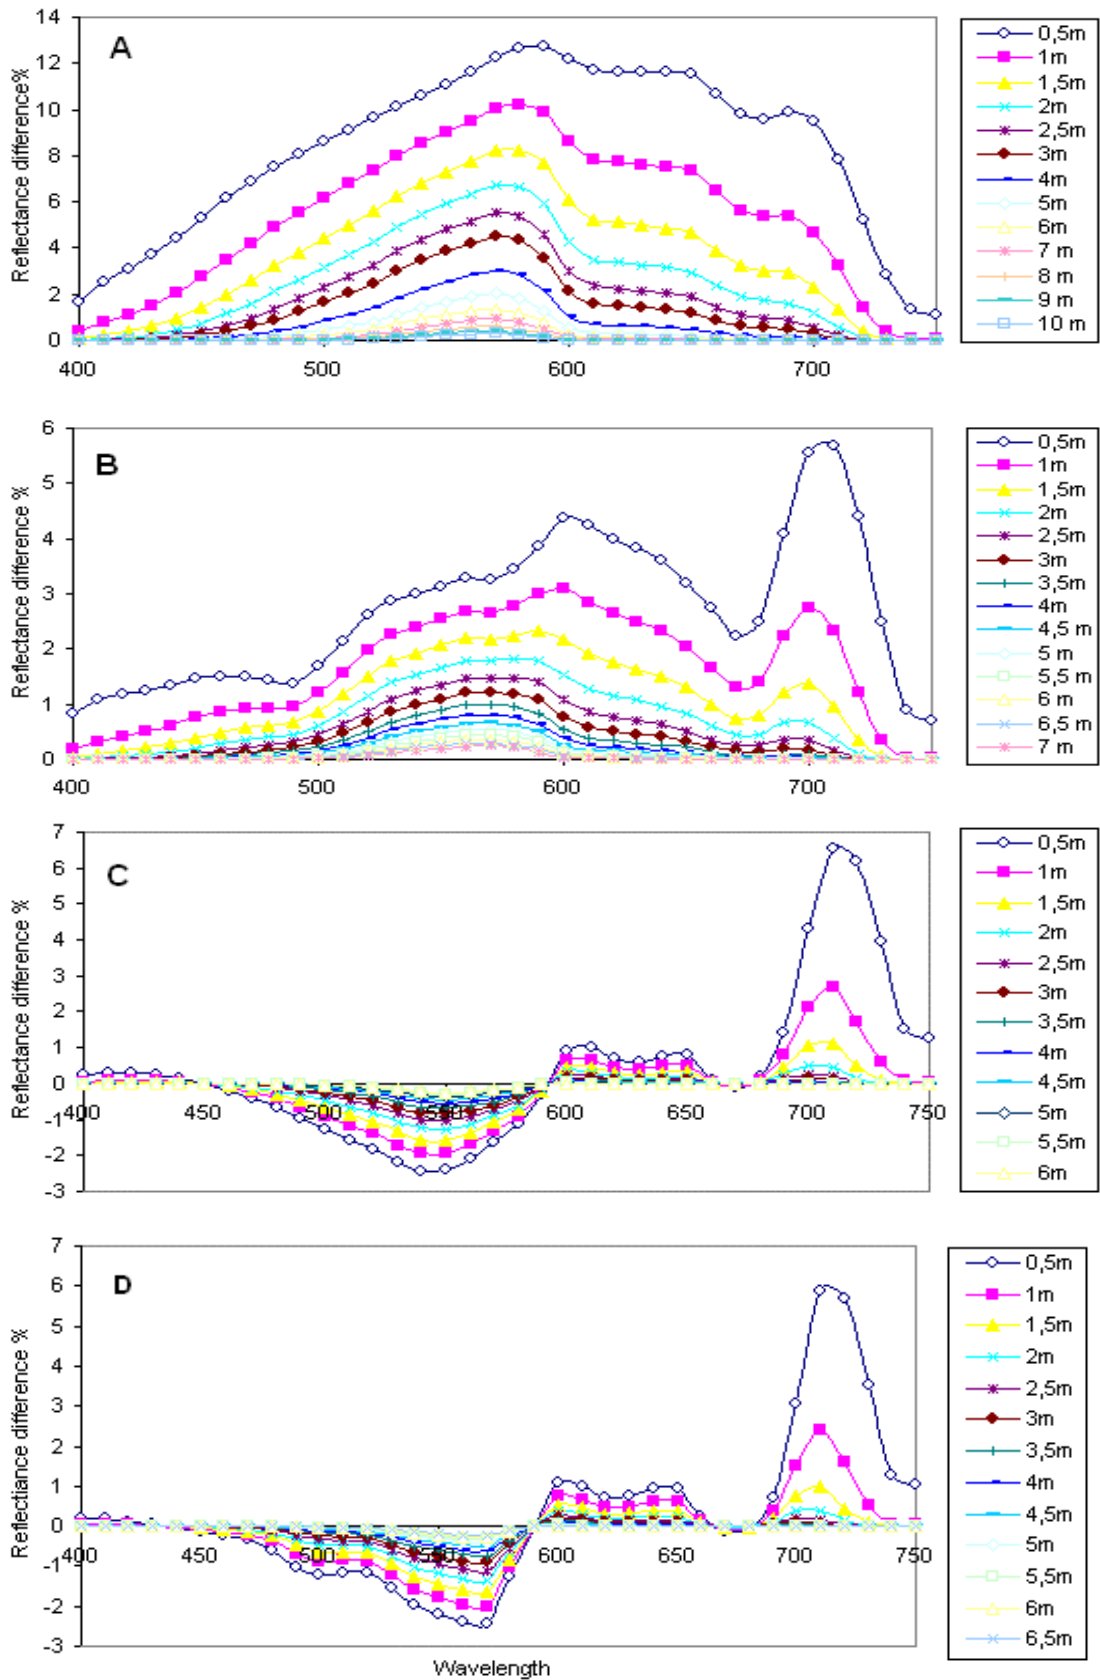 A
Reflectance difference%
14
12
10
8
6
4
2
0
400 500 600 700
0,5m
1m
1,5m
2m
2,5m
3m
4m
5m
6m
7 m
8 m
9 m
10 m
B
Reflectance difference %
6
5
4
3
2
1
0
400 500 600 700
0,5m
1m
1,5m
2m
2,5m
3m
3,5m
4m
4,5 m
5 m
5,5 m
6 m
6,5 m
7 m
C
Reflectance difference %
7
6
5
4
3
2
1
0
-1
-2
-3
400 450 500 550 600 650 700 750
0,5m
1m
1,5m
2m
2,5m
3m
3,5m
4m
4,5m
5m
5,5m
6m
D
Reflectiance difference %
7
6
5
4
3
2
1
0
-1
-2
-3
400 450 500 550 600 650 700 750
Wavelength
0,5m
1m
1,5m
2m
2,5m
3m
3,5m
4m
4,5m
5m
5,5m
6m
6,5m